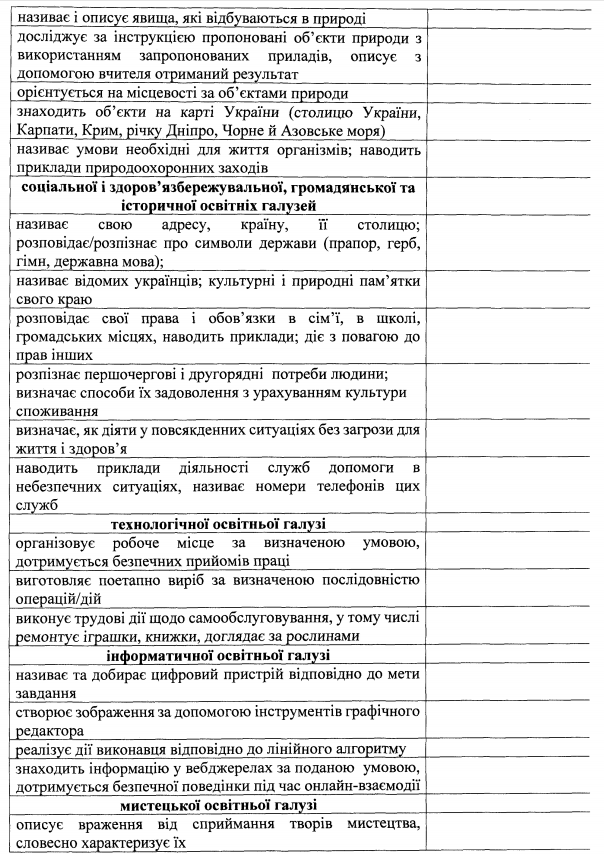 називає і описує явища, які відбуваються в природі
досліджує за інструкцією пропоновані об’єкти природи з
використанням запропонованих приладів, описує з
допомогою вчителя отриманий результат
орієнтується на місцевості за об’єктами природи
знаходить об’єкти на карті України (столицю України,
Карпати, Крим, річку Дніпро, Чорне й Азовське моря)
називає умови необхідні для життя організмів; наводить
приклади природоохоронних заходів
соціальної і здоров’язбережувальної, громадянської та
історичної освітніх галузей
називає свою адресу, країну, її столицю;
розповідає/розпізнає про символи держави (прапор, герб,
гімн, державна мова);
називає відомих українців; культурні і природні пам’ятки
свого краю
розповідає свої права і обов’язки в сім’ї, в школі,
громадських місцях, наводить приклади; діє з повагою до
прав інших
розпізнає першочергові і другорядні потреби людини;
визначає способи їх задоволення з урахуванням культури
споживання
визначає, як діяти у повсякденних ситуаціях без загрози для
життя і здоров’я
наводить приклади діяльності служб допомоги в
небезпечних ситуаціях, називає номери телефонів цих
служб
технологічної освітньої галузі
організовує робоче місце за визначеною умовою,
дотримується безпечних прийомів праці
виготовляє поетапно виріб за визначеною послідовністю
операцій/дій
виконує трудові дії щодо самообслуговування, у тому числі
ремонтує іграшки, книжки, доглядає за рослинами
інформатичної освітньої галузі
називає та добирає цифровий пристрій відповідно до мети
завдання
створює зображення за допомогою інструментів графічного
редактора
реалізує дії виконавця відповідно до лінійного алгоритму
знаходить інформацію у вебджерелах за поданою умовою,
дотримується безпечної поведінки під час онлайн-взаємодії
мистецької освітньої галузі
описує враження від сприймання творів мистецтва,
словесно характеризує їх